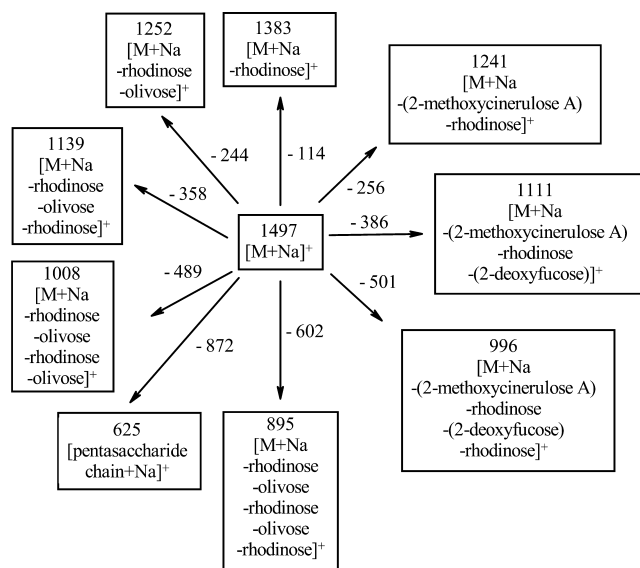 1252
[M+Na
-rhodinose
-olivose]⁺
1383
[M+Na
-rhodinose]⁺
1241
[M+Na
-(2-methoxycinerulose A)
-rhodinose]⁺
- 244
- 114
- 256
1139
[M+Na
-rhodinose
-olivose
-rhodinose]⁺
- 358
1497
[M+Na]⁺
- 386
1111
[M+Na
-(2-methoxycinerulose A)
-rhodinose
-(2-deoxyfucose)]⁺
1008
[M+Na
-rhodinose
-olivose
-rhodinose
-olivose]⁺
- 489
- 872
- 602
- 501
996
[M+Na
-(2-methoxycinerulose A)
-rhodinose
-(2-deoxyfucose)
-rhodinose]⁺
625
[pentasaccharide
chain+Na]⁺
895
[M+Na
-rhodinose
-olivose
-rhodinose
-olivose
-rhodinose]⁺